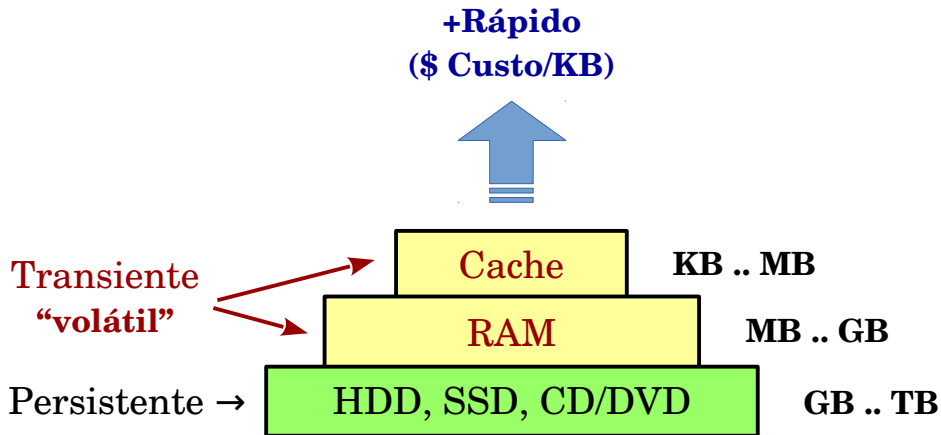 +Rápido
($ Custo/KB)
Cache
KB .. MB
Transiente
“volátil”
RAM
MB .. GB
Persistente →
HDD, SSD, CD/DVD
GB .. TB